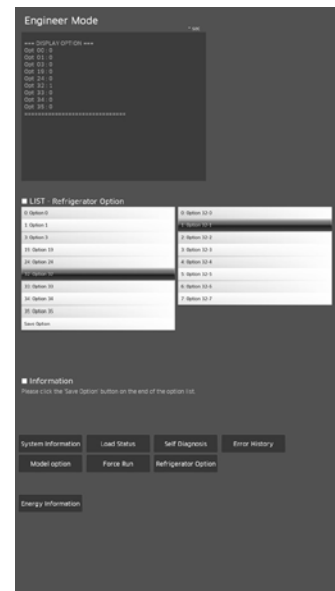 Engineer Mode
=== DISPLAY OPTION ===
Opt 00 : 0
Opt 01 : 0
Opt 03 : 0
Opt 19 : 0
Opt 24 : 0
Opt 32 : 1
Opt 33 : 0
Opt 34 : 0
Opt 35 : 0
==============================
■ LIST - Refrigerator Option
0: Option 0
1: Option 1
3: Option 3
24: Option 24
32: Option 32
33: Option 33
34: Option 34
35: Option 35
Save Option
0: Option 32-0
1: Option 32-1
2: Option 32-2
3: Option 32-3
4: Option 32-4
5: Option 32-5
6: Option 32-6
7: Option 32-7
■ Information
Please click the 'Save Option' button on the end of the option list.
System Information
Load Status
Self Diagnosis
Error History
Model option
Force Run
Refrigerator Option
Energy Information